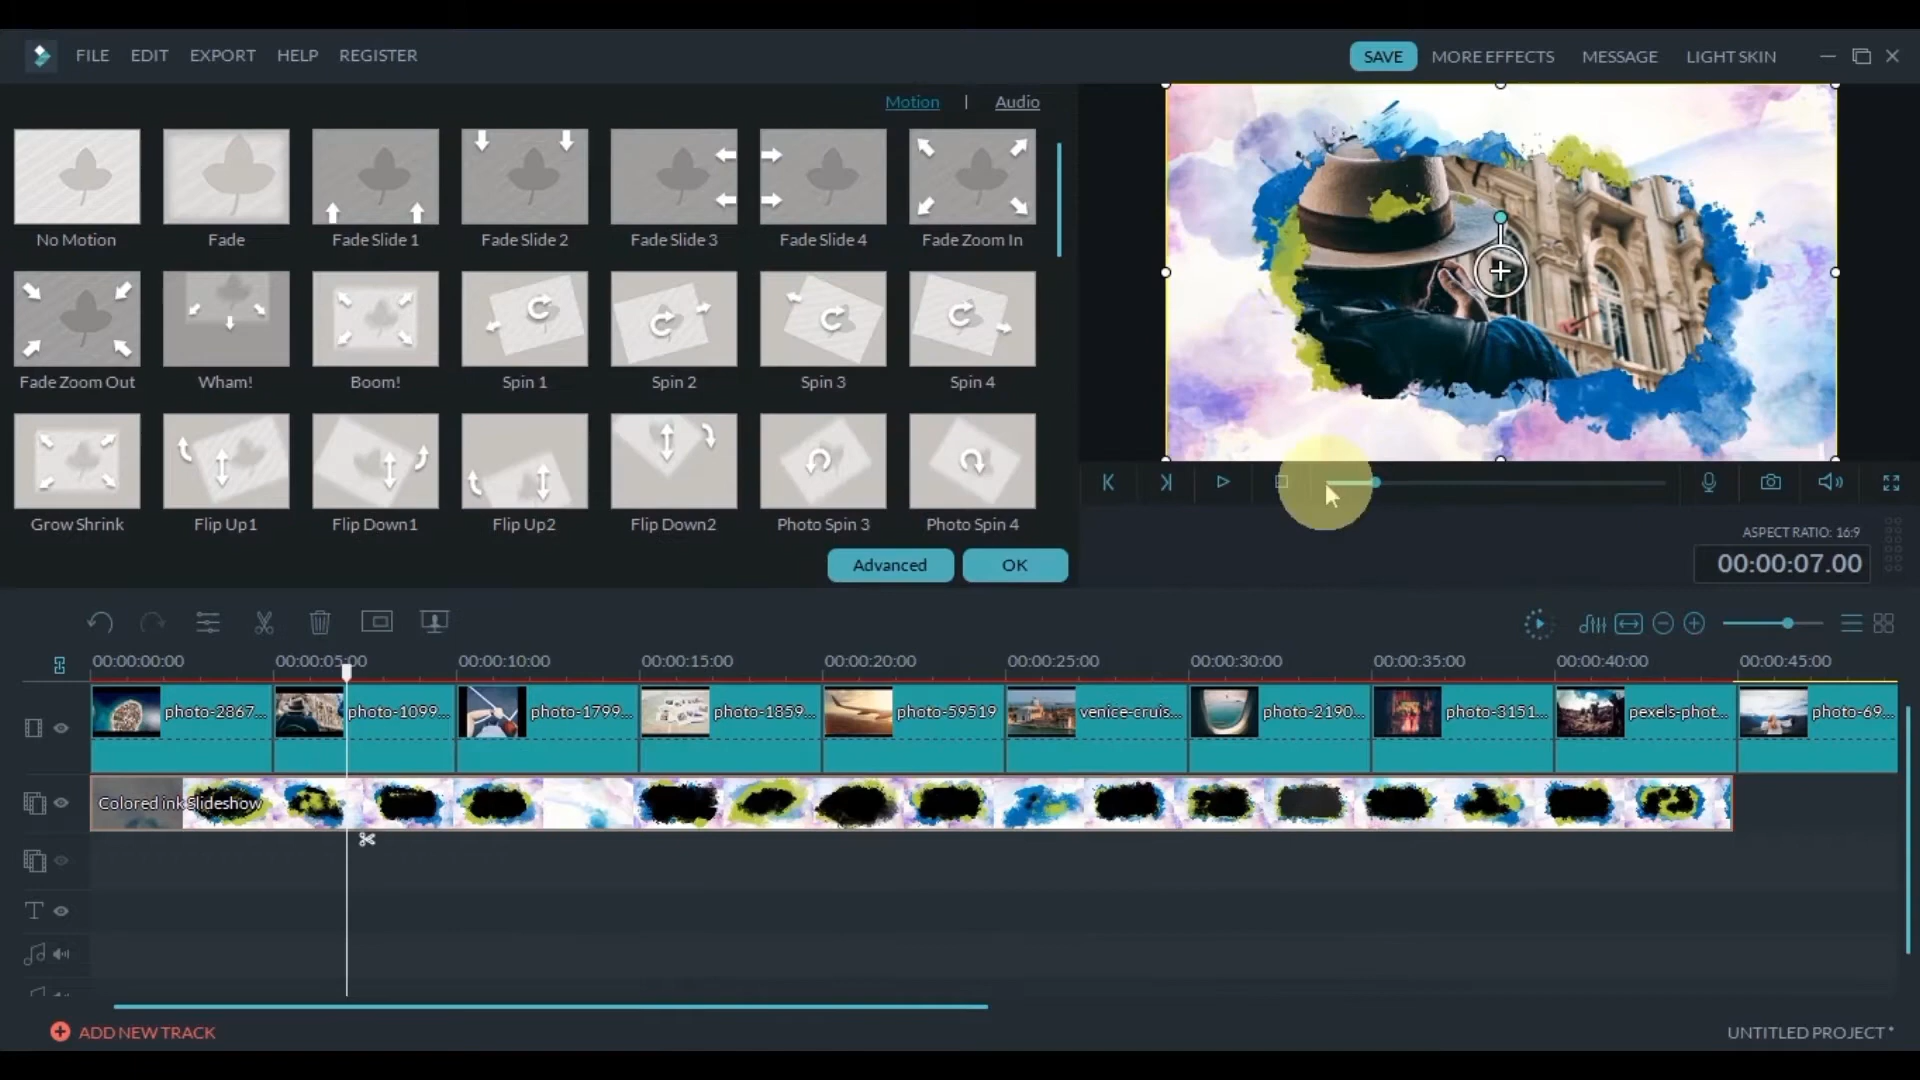 FILE EDIT EXPORT HELP REGISTER
SAVE MORE EFFECTS MESSAGE LIGHT SKIN
Motion | Audio
No Motion Fade Fade Slide 1 Fade Slide 2 Fade Slide 3 Fade Slide 4 Fade Zoom In
Fade Zoom Out Wham! Boom! Spin 1 Spin 2 Spin 3 Spin 4
Grow Shrink Flip Up1 Flip Down1 Flip Up2 Flip Down2 Photo Spin 3 Photo Spin 4
Advanced OK
ASPECT RATIO: 16:9
00:00:07.00
00:00:00:00 00:00:05:00 00:00:10:00 00:00:15:00 00:00:20:00 00:00:25:00 00:00:30:00 00:00:35:00 00:00:40:00 00:00:45:00
photo-2867... photo-1099... photo-1799... photo-1859... photo-59519 venice-cruis... photo-2190... photo-3151... pexels-phot... photo-69...
Colored ink Slideshow
T
ADD NEW TRACK
UNTITLED PROJECT *